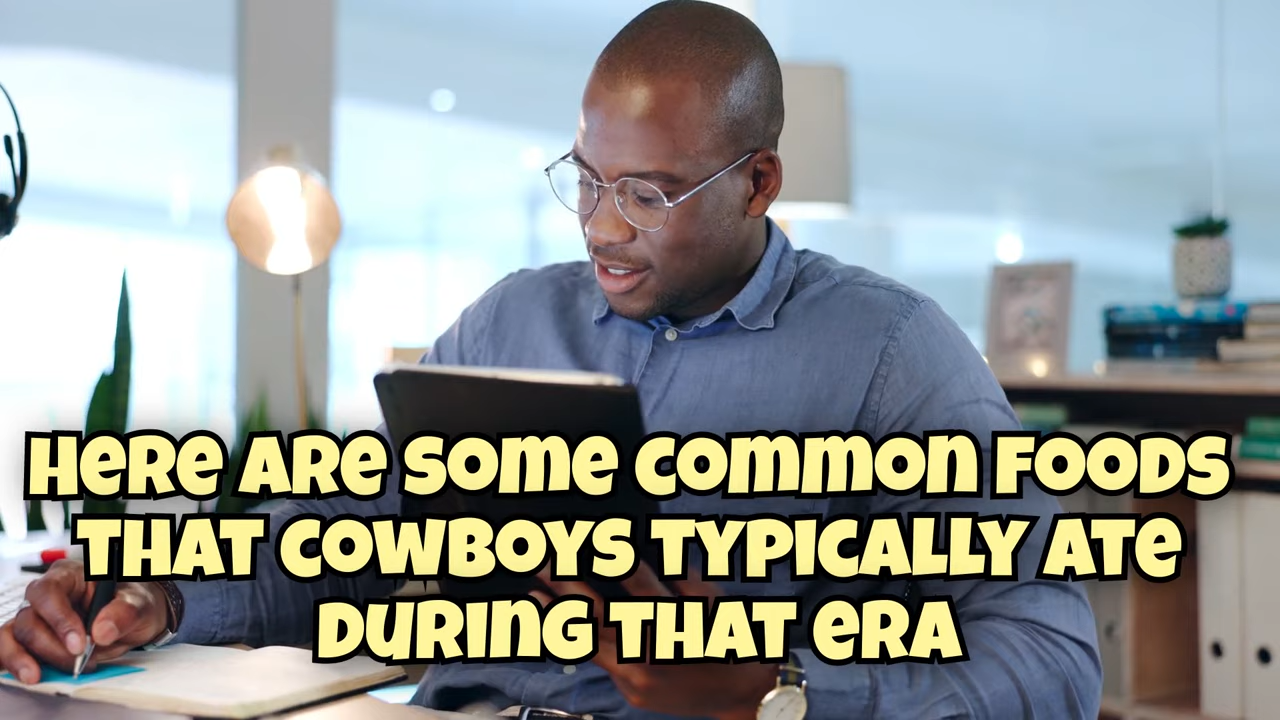 Here are some common foods
that cowboys typically ate
during that era